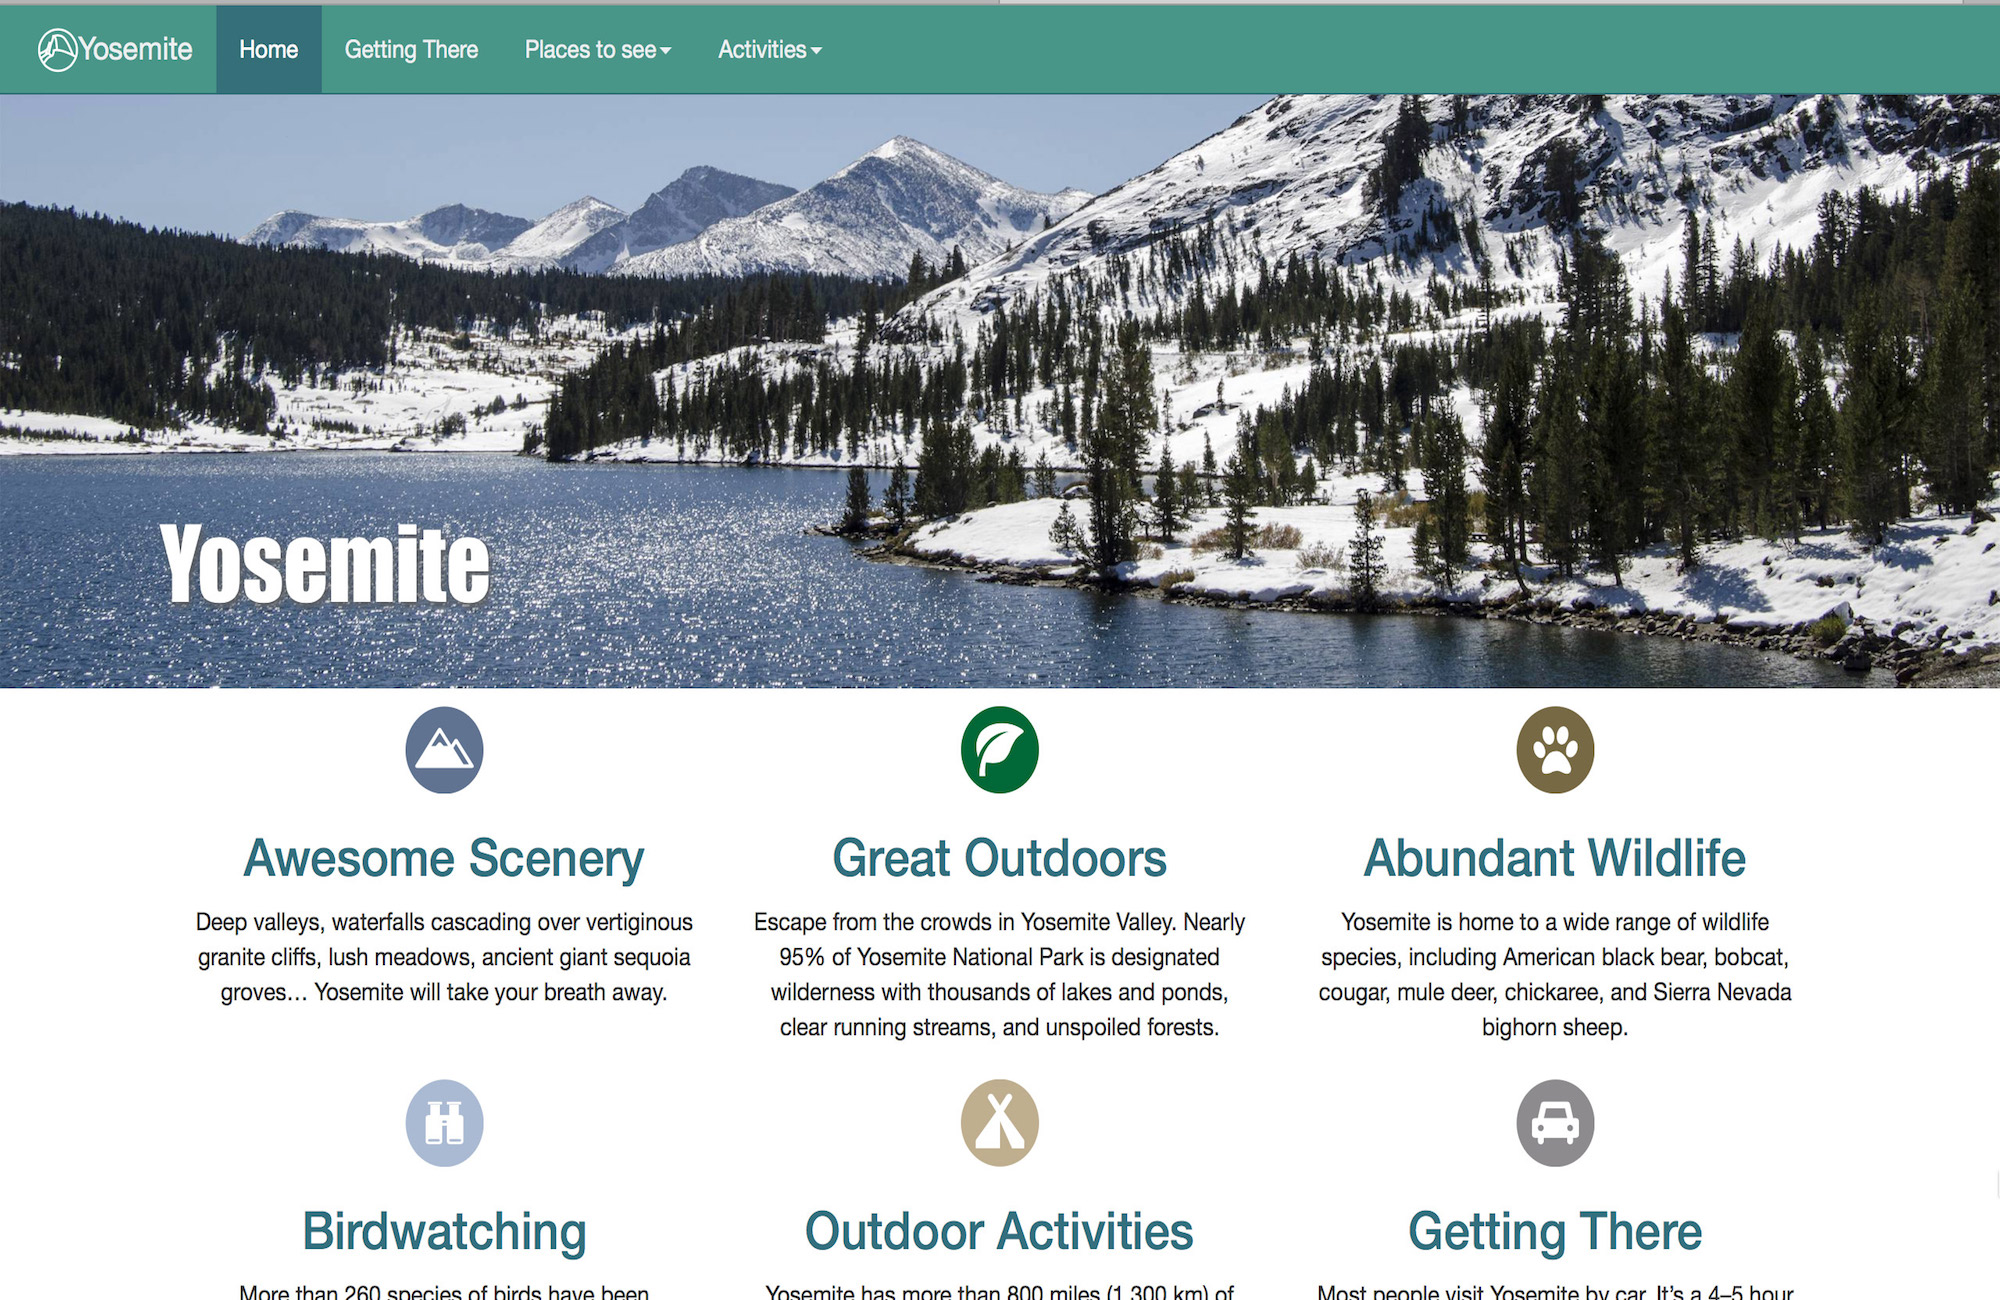 Yosemite Home Getting There Places to see Activities
Yosemite
Awesome Scenery
Deep valleys, waterfalls cascading over vertiginous
granite cliffs, lush meadows, ancient giant sequoia
groves… Yosemite will take your breath away.
Great Outdoors
Escape from the crowds in Yosemite Valley. Nearly
95% of Yosemite National Park is designated
wilderness with thousands of lakes and ponds,
clear running streams, and unspoiled forests.
Abundant Wildlife
Yosemite is home to a wide range of wildlife
species, including American black bear, bobcat,
cougar, mule deer, chickaree, and Sierra Nevada
bighorn sheep.
Birdwatching
More than 260 species of birds have been
Outdoor Activities
Yosemite has more than 800 miles (1,300 km) of
Getting There
Most people visit Yosemite by car. It’s a 4–5 hour